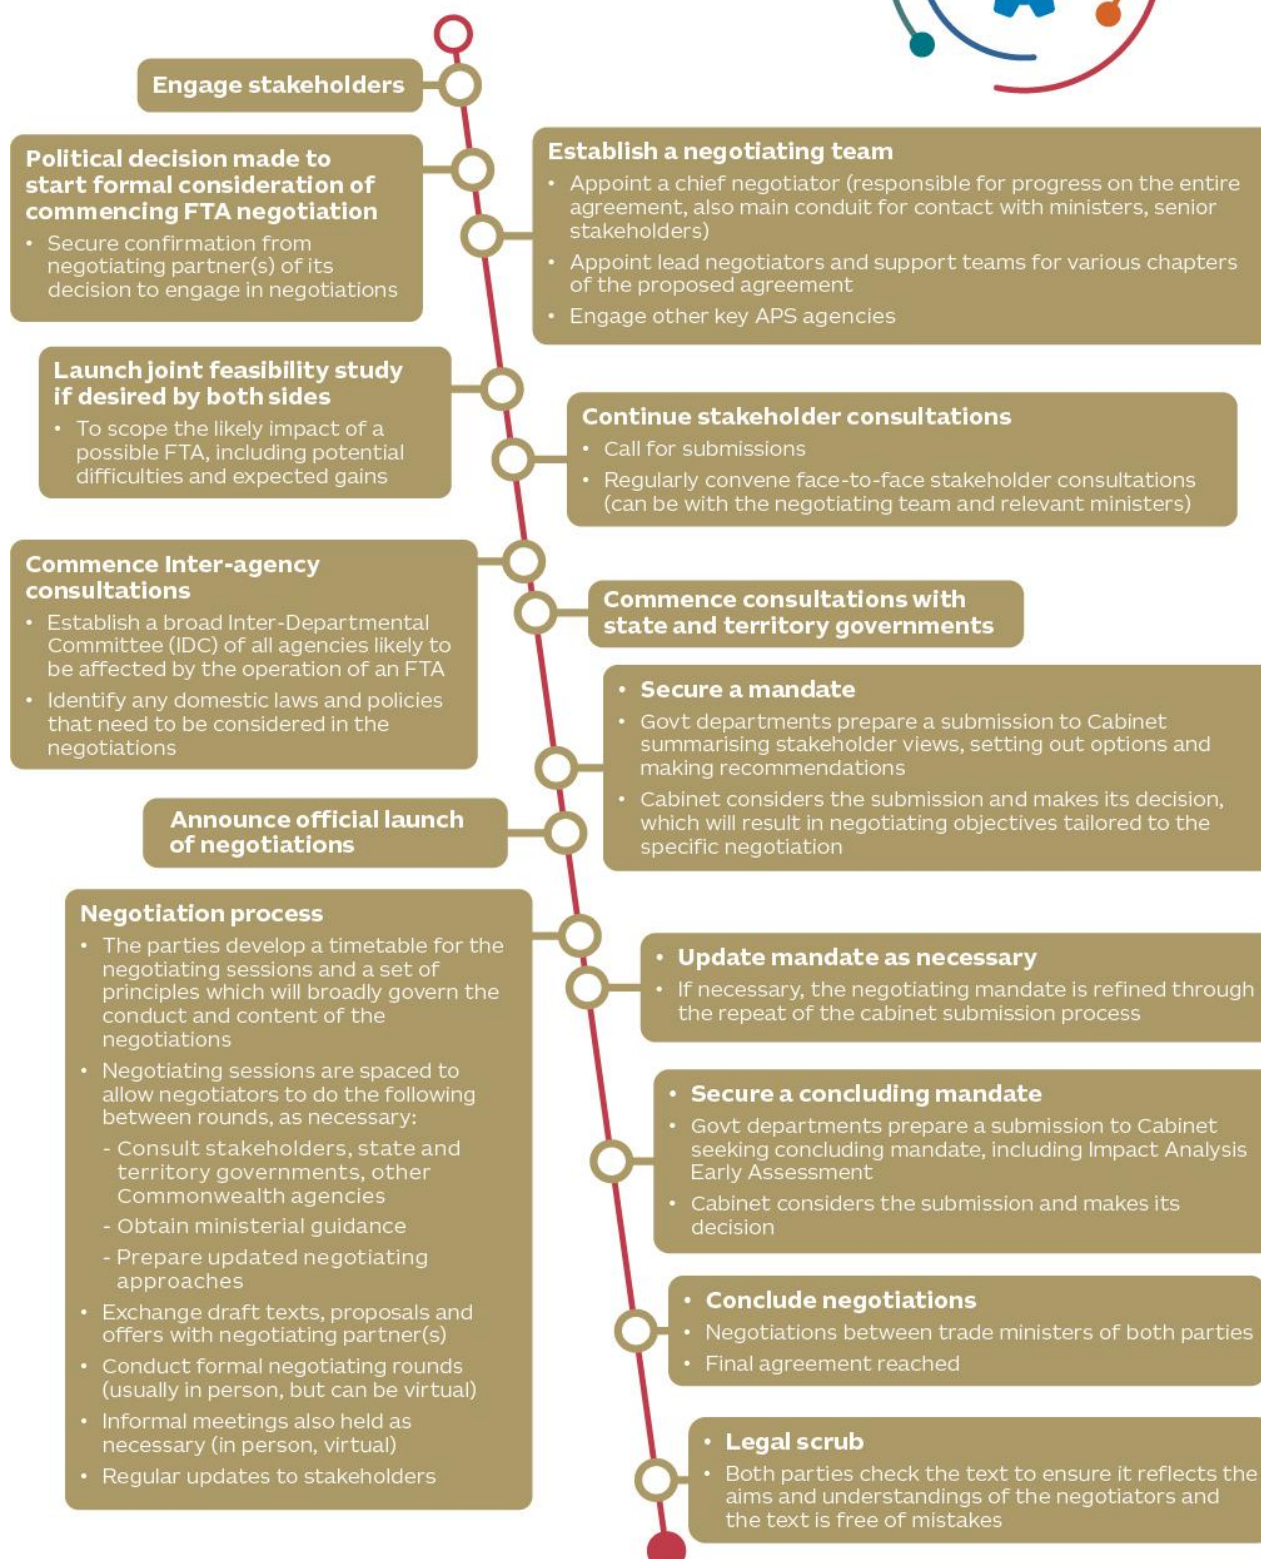 Engage stakeholders
Political decision made to
start formal consideration of
commencing FTA negotiation
• Secure confirmation from
negotiating partner(s) of its
decision to engage in negotiations
Establish a negotiating team
• Appoint a chief negotiator (responsible for progress on the entire
agreement, also main conduit for contact with ministers, senior
stakeholders)
• Appoint lead negotiators and support teams for various chapters
of the proposed agreement
• Engage other key APS agencies
Launch joint feasibility study
if desired by both sides
• To scope the likely impact of a
possible FTA, including potential
difficulties and expected gains
Continue stakeholder consultations
• Call for submissions
• Regularly convene face-to-face stakeholder consultations
(can be with the negotiating team and relevant ministers)
Commence Inter-agency
consultations
• Establish a broad Inter-Departmental
Committee (IDC) of all agencies likely to
be affected by the operation of an FTA
• Identify any domestic laws and policies
that need to be considered in the
negotiations
Commence consultations with
state and territory governments
• Secure a mandate
• Govt departments prepare a submission to Cabinet
summarising stakeholder views, setting out options and
making recommendations
• Cabinet considers the submission and makes its decision,
which will result in negotiating objectives tailored to the
specific negotiation
Announce official launch
of negotiations
Negotiation process
• The parties develop a timetable for the
negotiating sessions and a set of
principles which will broadly govern the
conduct and content of the
negotiations
• Negotiating sessions are spaced to
allow negotiators to do the following
between rounds, as necessary:
- Consult stakeholders, state and
territory governments, other
Commonwealth agencies
- Obtain ministerial guidance
- Prepare updated negotiating
approaches
• Exchange draft texts, proposals and
offers with negotiating partner(s)
• Conduct formal negotiating rounds
(usually in person, but can be virtual)
• Informal meetings also held as
necessary (in person, virtual)
• Regular updates to stakeholders
• Update mandate as necessary
• If necessary, the negotiating mandate is refined through
the repeat of the cabinet submission process
• Secure a concluding mandate
• Govt departments prepare a submission to Cabinet
seeking concluding mandate, including Impact Analysis
Early Assessment
• Cabinet considers the submission and makes its
decision
• Conclude negotiations
• Negotiations between trade ministers of both parties
• Final agreement reached
• Legal scrub
• Both parties check the text to ensure it reflects the
aims and understandings of the negotiators and
the text is free of mistakes